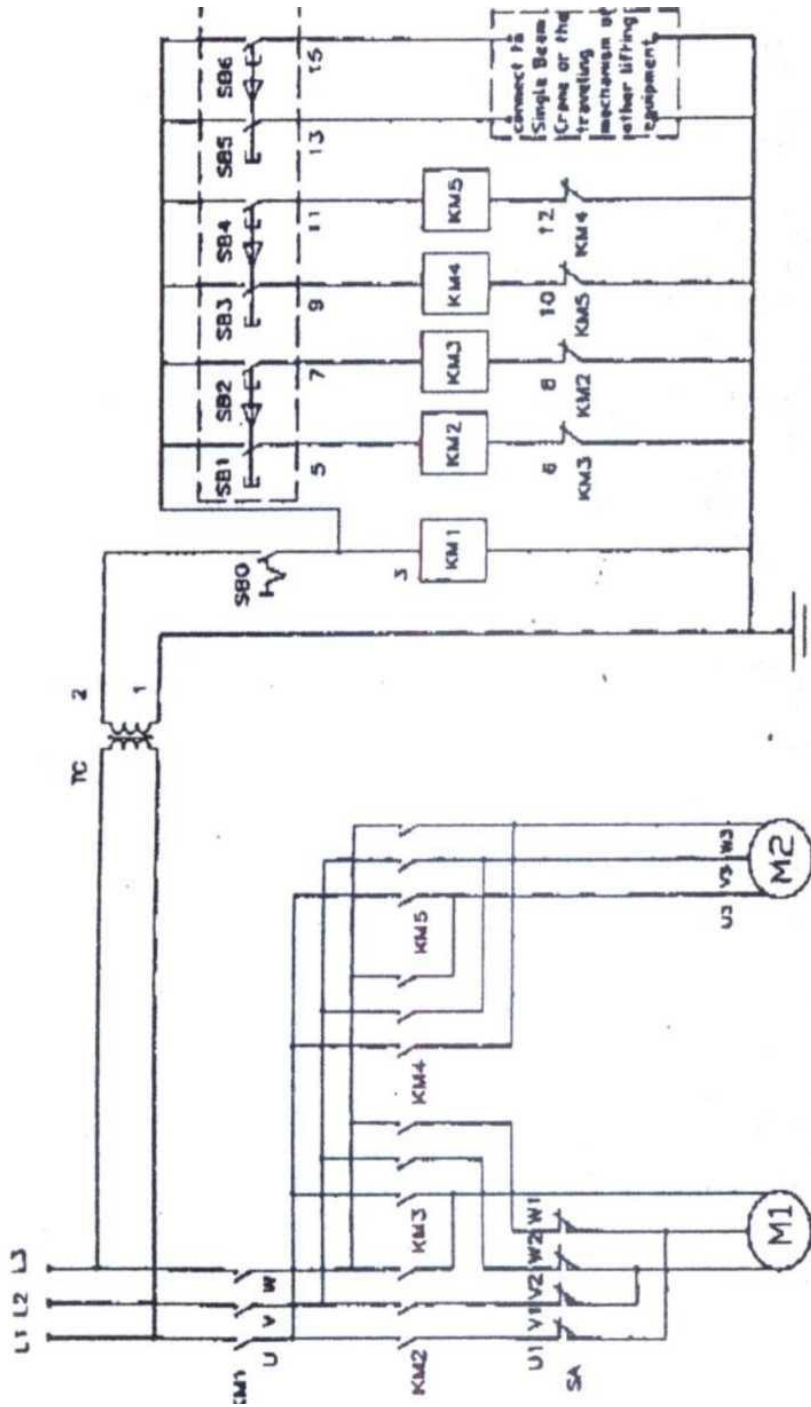 L1 L2 L3
KM1
U V W
KM2
KM3
KM4
KM5
U1 V1 V2 W2 W1
SA
M1
U3 V3 W3
M2
TC
2
1
SB0
3
KM1
SB1
SB2
SB3
SB4
SB5
SB6
5
7
9
11
13
15
KM2
KM3
KM4
KM5
6
8
10
12
KM3
KM2
KM5
KM4
connect to
Single Beam
Crane or the
traveling
mechanism of
other lifting
equipment